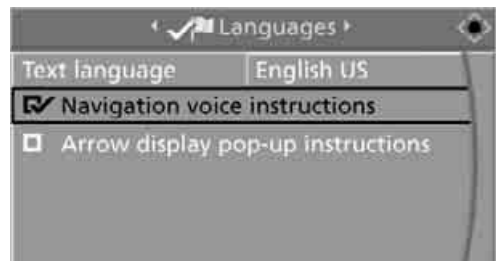 Languages
Text language English US
Navigation voice instructions
Arrow display pop-up instructions